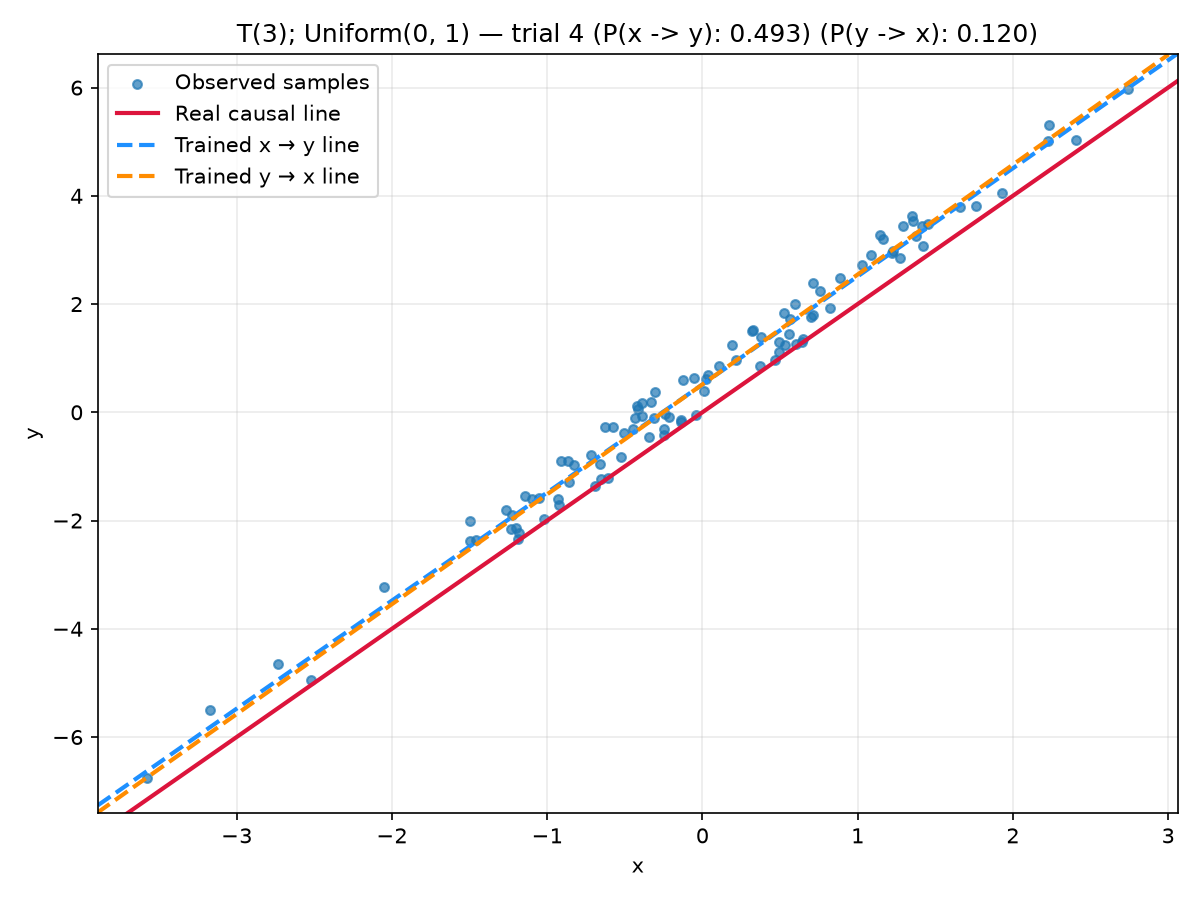 T(3); Uniform(0, 1) — trial 4 (P(x -> y): 0.493) (P(y -> x): 0.120)
Observed samples
Real causal line
Trained x → y line
Trained y → x line
6
4
2
0
−2
−4
−6
y
−3
−2
−1
0
1
2
3
x